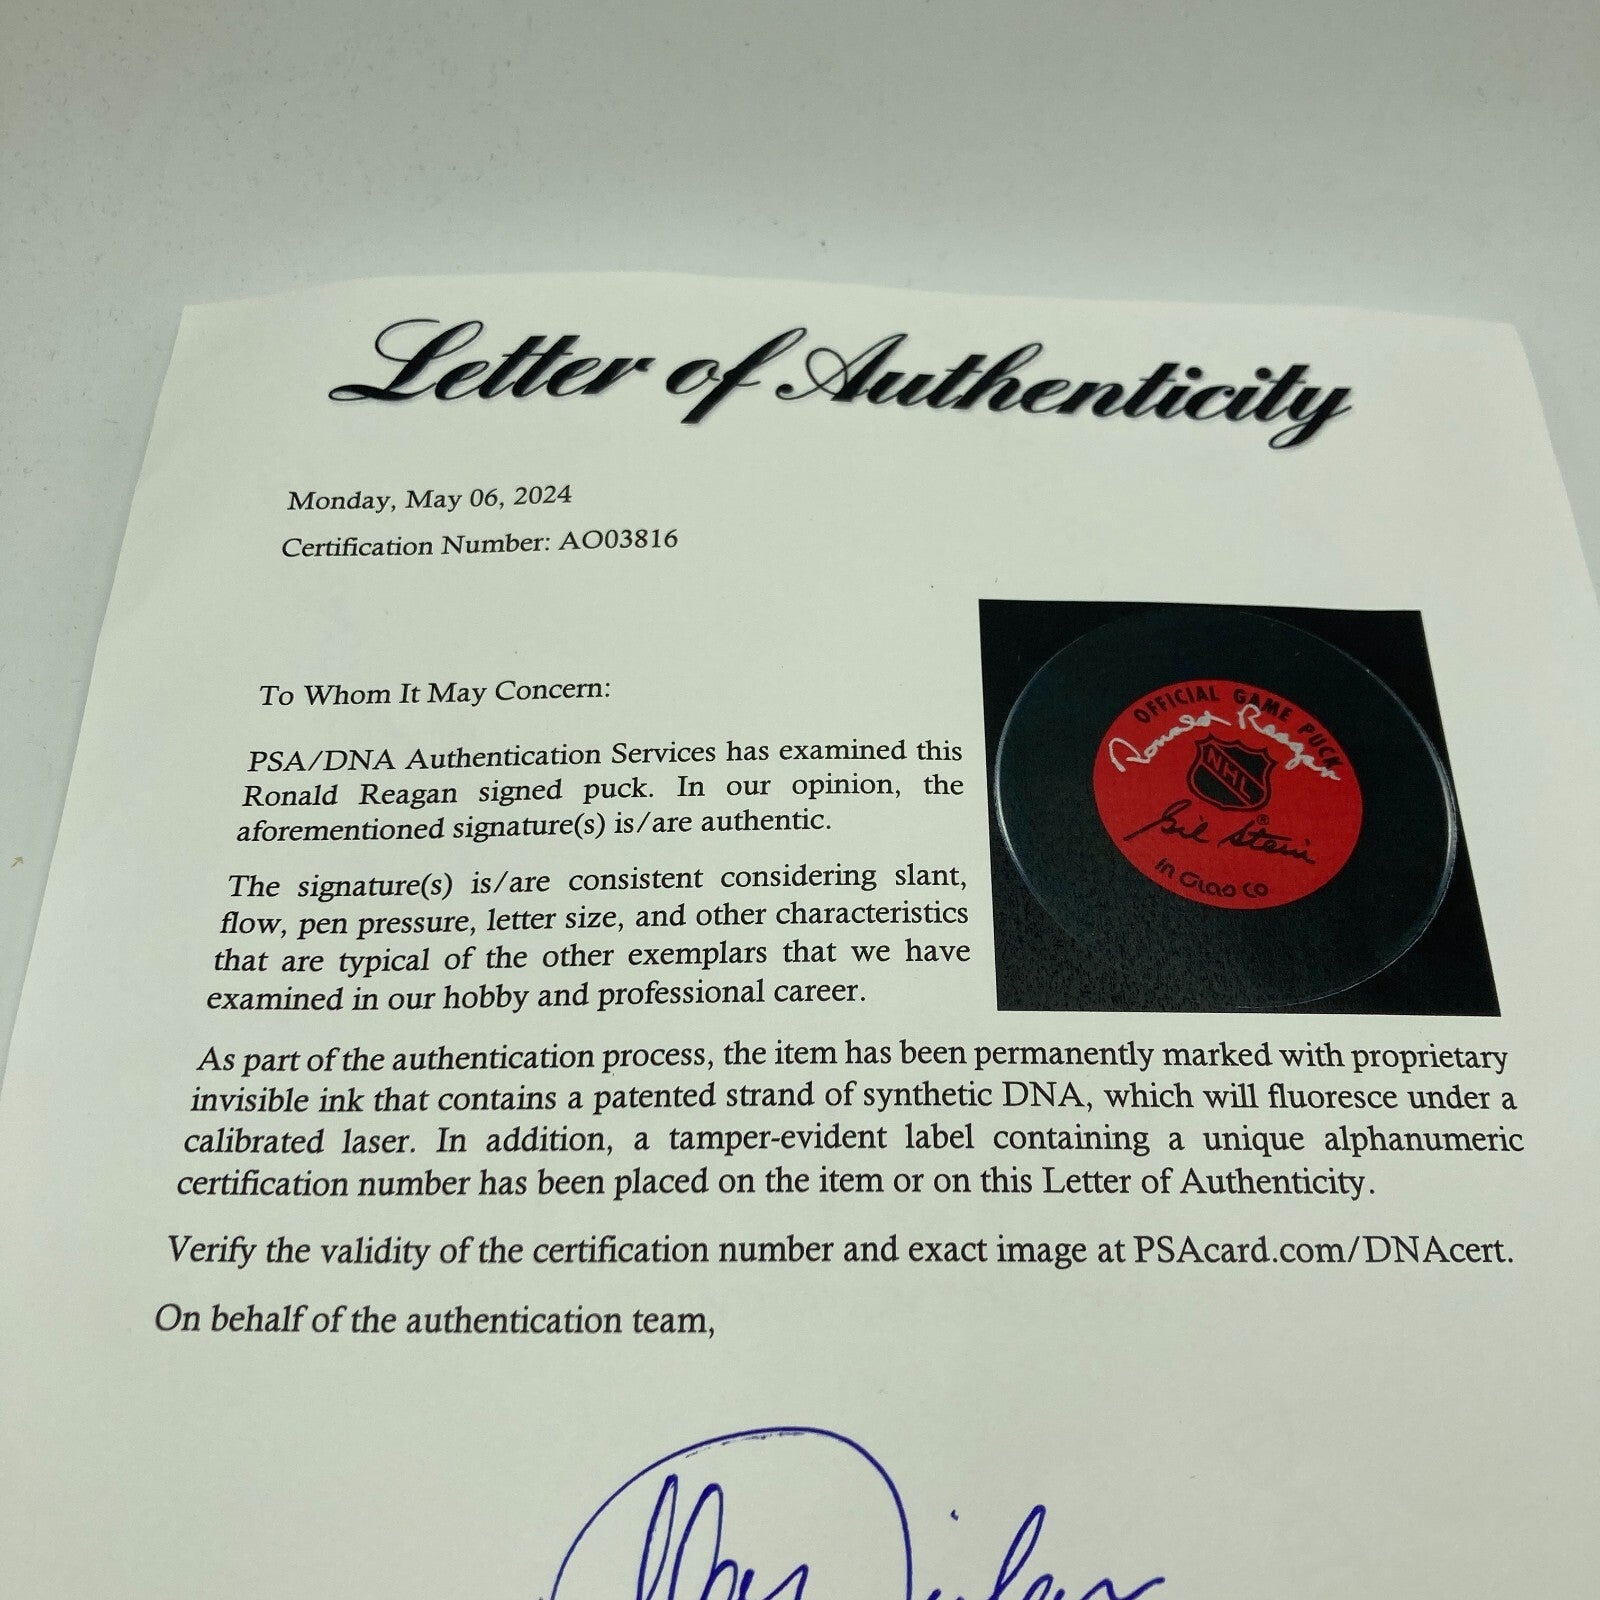 Letter of Authenticity
Monday, May 06, 2024
Certification Number: AO03816
To Whom It May Concern:
PSA/DNA Authentication Services has examined this
Ronald Reagan signed puck. In our opinion, the
aforementioned signature(s) is/are authentic.
The signature(s) is/are consistent considering slant,
flow, pen pressure, letter size, and other characteristics
that are typical of the other exemplars that we have
examined in our hobby and professional career.
OFFICIAL GAME PUCK
Ronald Reagan
NHL
®
Gil Stein
in Glas Co
As part of the authentication process, the item has been permanently marked with proprietary
invisible ink that contains a patented strand of synthetic DNA, which will fluoresce under a
calibrated laser. In addition, a tamper-evident label containing a unique alphanumeric
certification number has been placed on the item or on this Letter of Authenticity.
Verify the validity of the certification number and exact image at PSAcard.com/DNAcert.
On behalf of the authentication team,